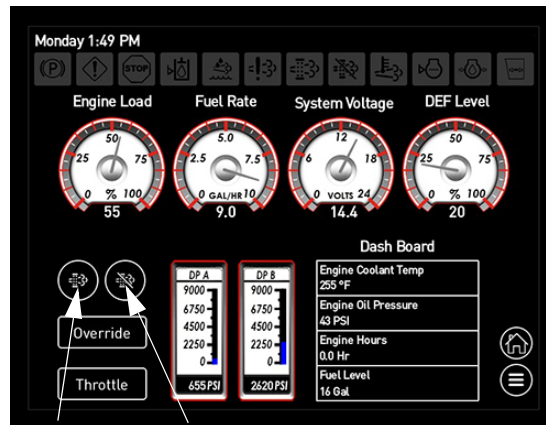 Monday 1:49 PM
(P) STOP
Engine Load Fuel Rate System Voltage DEF Level
50 5.0 12 50
25 75 2.5 7.5 6 18 25 75
0 % 100 0 GAL/HR 10 0 VOLTS 24 0 % 100
55 9.0 14.4 20
Dash Board
DP A DP B
9000 9000
6750 6750
4500 4500
2250 2250
0 0
655 PSI 2620 PSI
Engine Coolant Temp
255 °F
Engine Oil Pressure
43 PSI
Engine Hours
0.0 Hr
Fuel Level
16 Gal
Override
Throttle